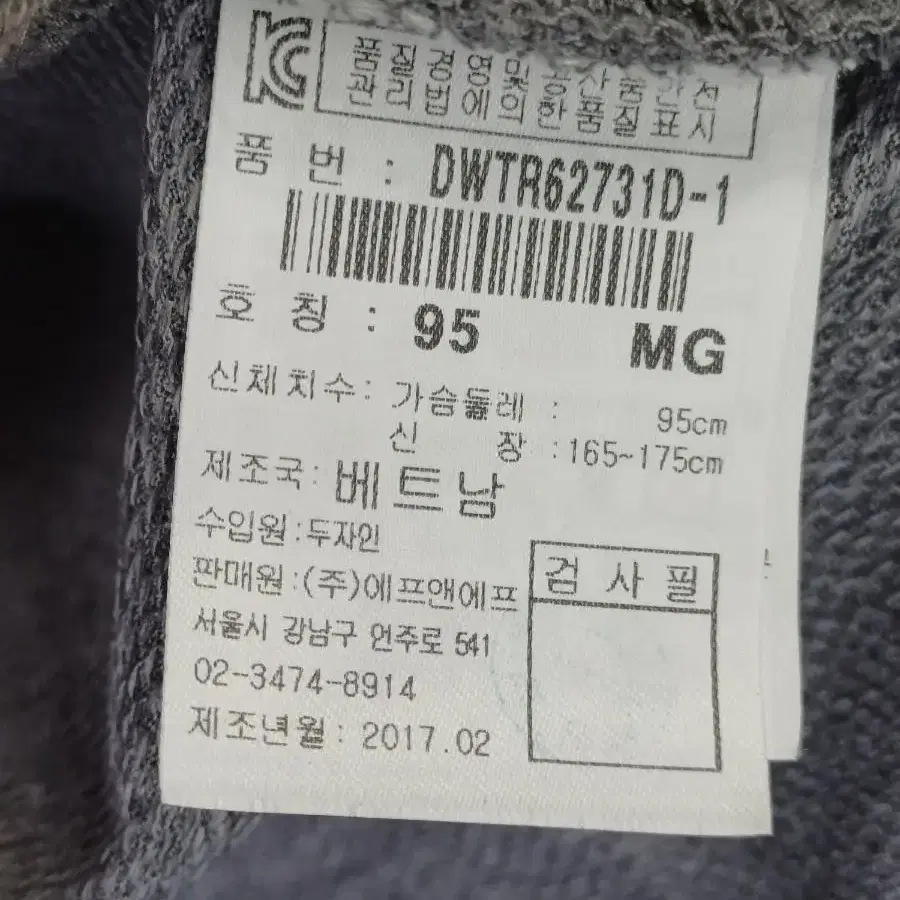 KC
품질경영 및 공산품안전
관리법에 의한 품질표시
품 번 : DWTR62731D-1
호 칭 : 95 MG
신체치수: 가슴둘레 : 95cm
신 장 :165~175cm
제조국: 베트남
수입원:두자인
판매원:(주)에프앤에프
서울시 강남구 언주로 541
02-3474-8914
제조년월: 2017.02
검 사 필